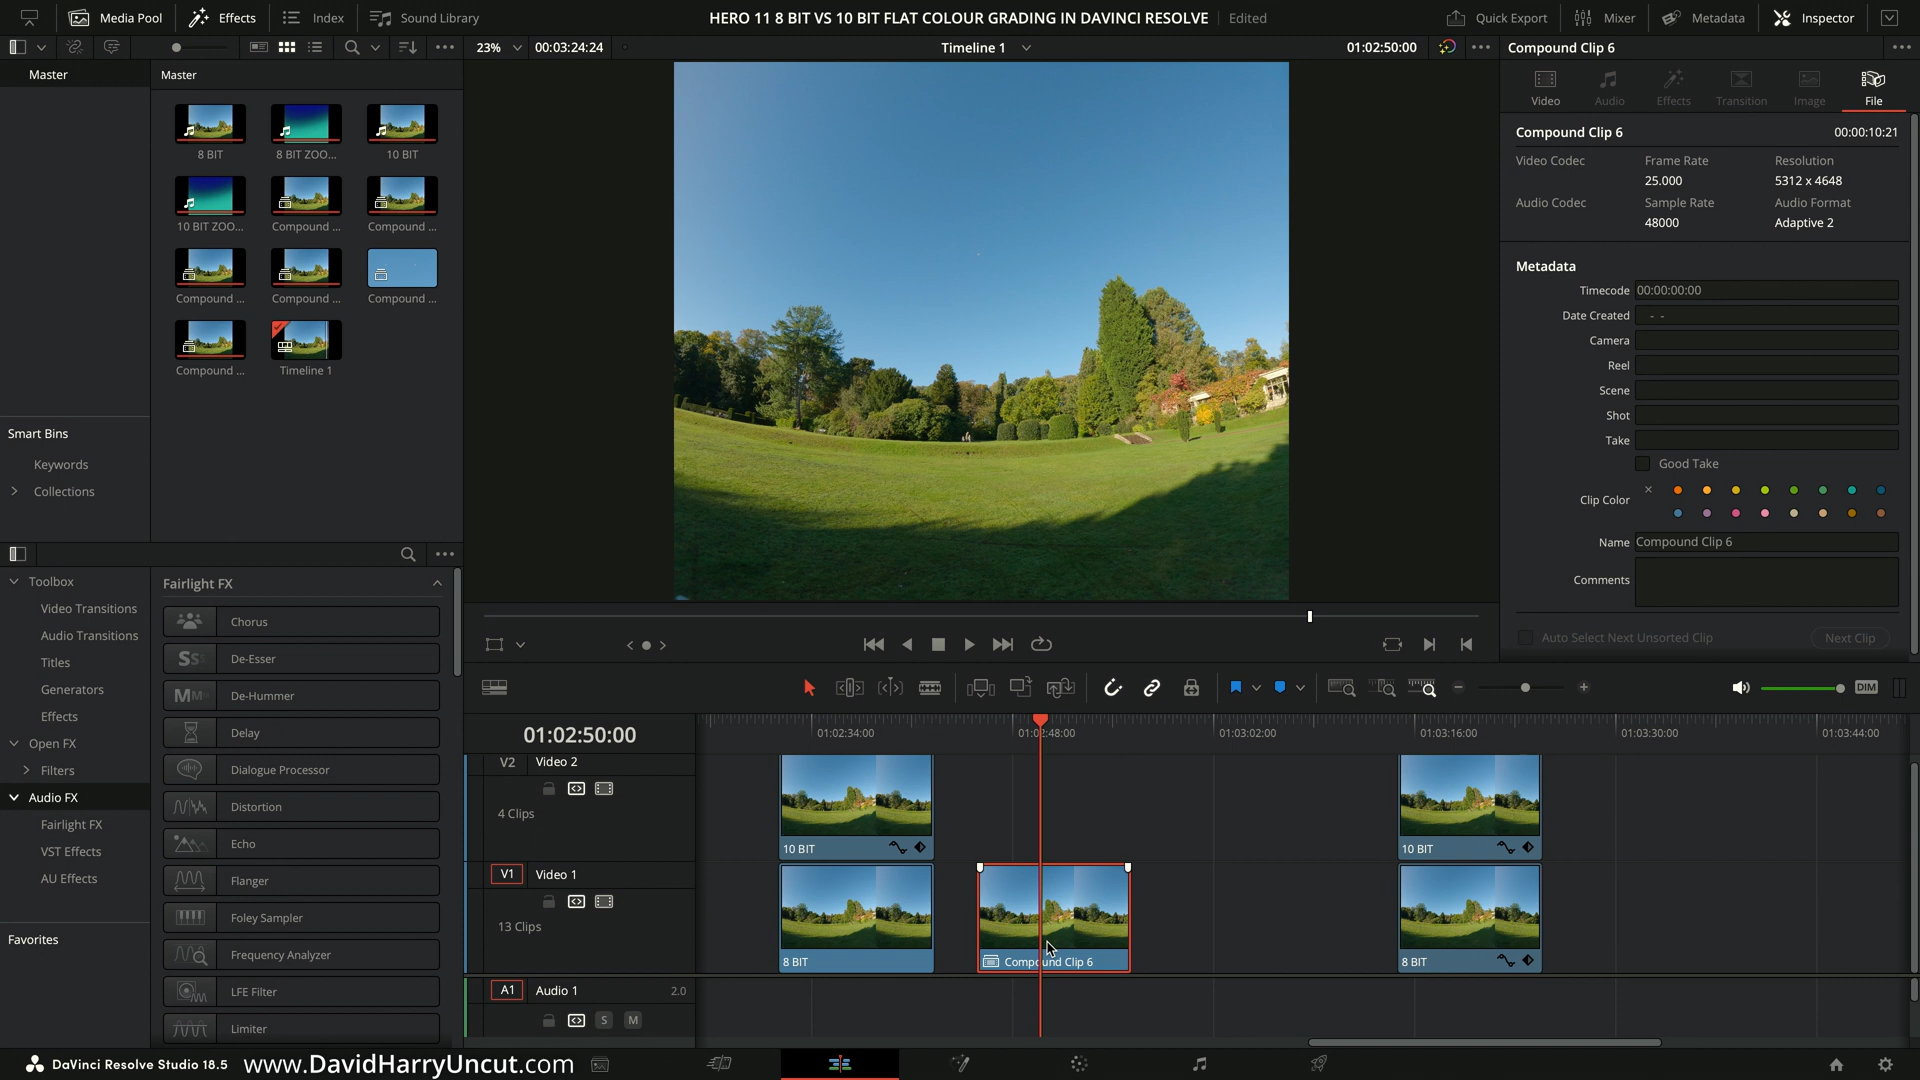 Media Pool
Effects
Index
Sound Library
HERO 11 8 BIT VS 10 BIT FLAT COLOUR GRADING IN DAVINCI RESOLVE
Edited
Quick Export
Mixer
Metadata
Inspector
23%
00:03:24:24
Timeline 1
01:02:50:00
Compound Clip 6
Master
Master
8 BIT
8 BIT ZOO...
10 BIT
10 BIT ZOO...
Compound ...
Compound ...
Compound ...
Compound ...
Compound ...
Compound ...
Timeline 1
Smart Bins
Keywords
Collections
Video
Audio
Effects
Transition
Image
File
Compound Clip 6
00:00:10:21
Video Codec
Frame Rate
Resolution
25.000
5312 x 4648
Audio Codec
Sample Rate
Audio Format
48000
Adaptive 2
Metadata
Timecode
00:00:00:00
Date Created
- -
Camera
Reel
Scene
Shot
Take
Good Take
Clip Color
Name
Compound Clip 6
Comments
Auto Select Next Unsorted Clip
Next Clip
Toolbox
Video Transitions
Audio Transitions
Titles
Generators
Effects
Open FX
Filters
Audio FX
Fairlight FX
VST Effects
AU Effects
Favorites
Fairlight FX
Chorus
De-Esser
De-Hummer
Delay
Dialogue Processor
Distortion
Echo
Flanger
Foley Sampler
Frequency Analyzer
LFE Filter
Limiter
DIM
01:02:50:00
01:02:34:00
01:02:48:00
01:03:02:00
01:03:16:00
01:03:30:00
01:03:44:00
V2
Video 2
4 Clips
10 BIT
10 BIT
V1
Video 1
13 Clips
8 BIT
Compound Clip 6
8 BIT
A1
Audio 1
2.0
S
M
DaVinci Resolve Studio 18.5
www.DavidHarryUncut.com